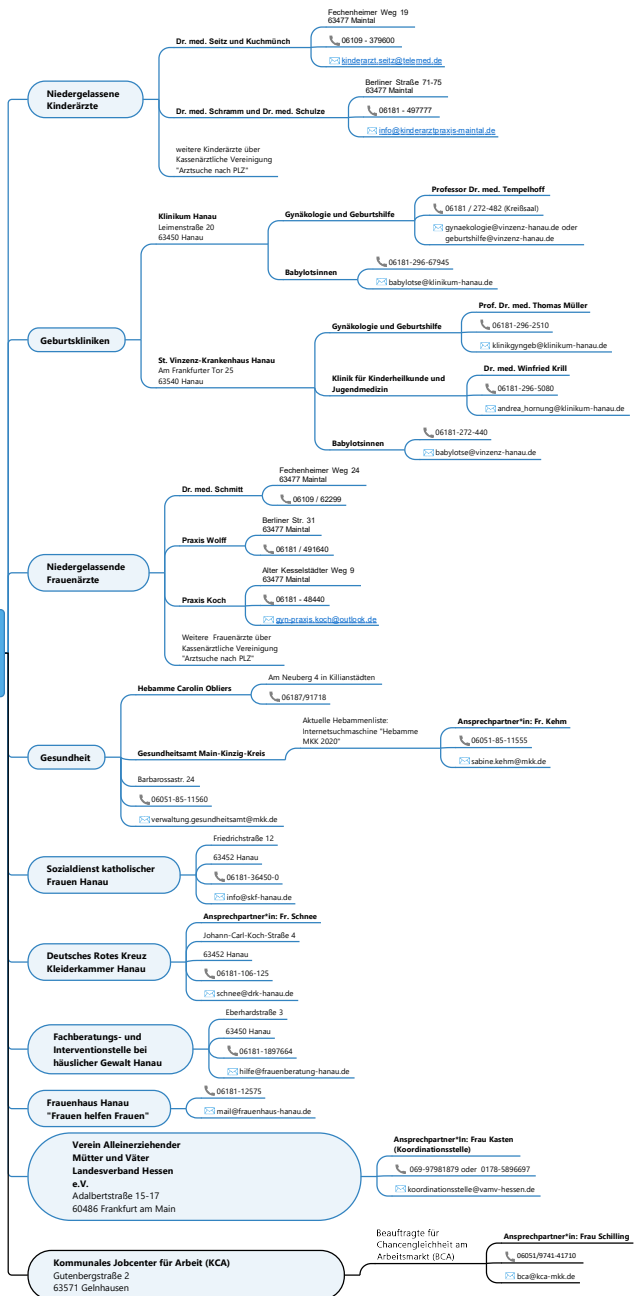 Niedergelassene
Kinderärzte
Dr. med. Seitz und Kuchmünch
Fechenheimer Weg 19
63477 Maintal
06109 - 379600
kinderarzt.seitz@telemed.de
Dr. med. Schramm und Dr. med. Schulze
Berliner Straße 71-75
63477 Maintal
06181 - 497777
info@kinderarztpraxis-maintal.de
weitere Kinderärzte über
Kassenärztliche Vereinigung
"Arztsuche nach PLZ"
Geburtskliniken
Klinikum Hanau
Leimenstraße 20
63450 Hanau
Gynäkologie und Geburtshilfe
Professor Dr. med. Tempelhoff
06181 / 272-482 (Kreißsaal)
gynaekologie@vinzenz-hanau.de oder
geburtshilfe@vinzenz-hanau.de
Babylotsinnen
06181-296-67945
babylotse@klinikum-hanau.de
St. Vinzenz-Krankenhaus Hanau
Am Frankfurter Tor 25
63540 Hanau
Gynäkologie und Geburtshilfe
Prof. Dr. med. Thomas Müller
06181-296-2510
klinikgyngeb@klinikum-hanau.de
Klinik für Kinderheilkunde und
Jugendmedizin
Dr. med. Winfried Krill
06181-296-5080
andrea_hornung@klinikum-hanau.de
Babylotsinnen
06181-272-440
babylotse@vinzenz-hanau.de
Niedergelassende
Frauenärzte
Dr. med. Schmitt
Fechenheimer Weg 24
63477 Maintal
06109 / 62299
Praxis Wolff
Berliner Str. 31
63477 Maintal
06181 / 491640
Praxis Koch
Alter Kesselstädter Weg 9
63477 Maintal
06181 - 48440
gyn-praxis.koch@outlook.de
Weitere Frauenärzte über
Kassenärztliche Vereinigung
"Arztsuche nach PLZ"
Gesundheit
Hebamme Carolin Obliers
Am Neuberg 4 in Killianstädten
06187/91718
Gesundheitsamt Main-Kinzig-Kreis
Aktuelle Hebammenliste:
Internetsuchmaschine "Hebamme
MKK 2020"
Ansprechpartner*in: Fr. Kehm
06051-85-11555
sabine.kehm@mkk.de
Barbarossastr. 24
06051-85-11560
verwaltung.gesundheitsamt@mkk.de
Sozialdienst katholischer
Frauen Hanau
Friedrichstraße 12
63452 Hanau
06181-36450-0
info@skf-hanau.de
Deutsches Rotes Kreuz
Kleiderkammer Hanau
Ansprechpartner*in: Fr. Schnee
Johann-Carl-Koch-Straße 4
63452 Hanau
06181-106-125
schnee@drk-hanau.de
Fachberatungs- und
Interventionstelle bei
häuslicher Gewalt Hanau
Eberhardstraße 3
63450 Hanau
06181-1897664
hilfe@frauenberatung-hanau.de
Frauenhaus Hanau
"Frauen helfen Frauen"
06181-12575
mail@frauenhaus-hanau.de
Verein Alleinerziehender
Mütter und Väter
Landesverband Hessen
e.V.
Adalbertstraße 15-17
60486 Frankfurt am Main
Ansprechpartner*In: Frau Kasten
(Koordinationsstelle)
069-97981879 oder 0178-5896697
koordinationsstelle@vamv-hessen.de
Kommunales Jobcenter für Arbeit (KCA)
Gutenbergstraße 2
63571 Gelnhausen
Beauftragte für
Chancengleichheit am
Arbeitsmarkt (BCA)
Ansprechpartner*in: Frau Schilling
06051/9741-41710
bca@kca-mkk.de